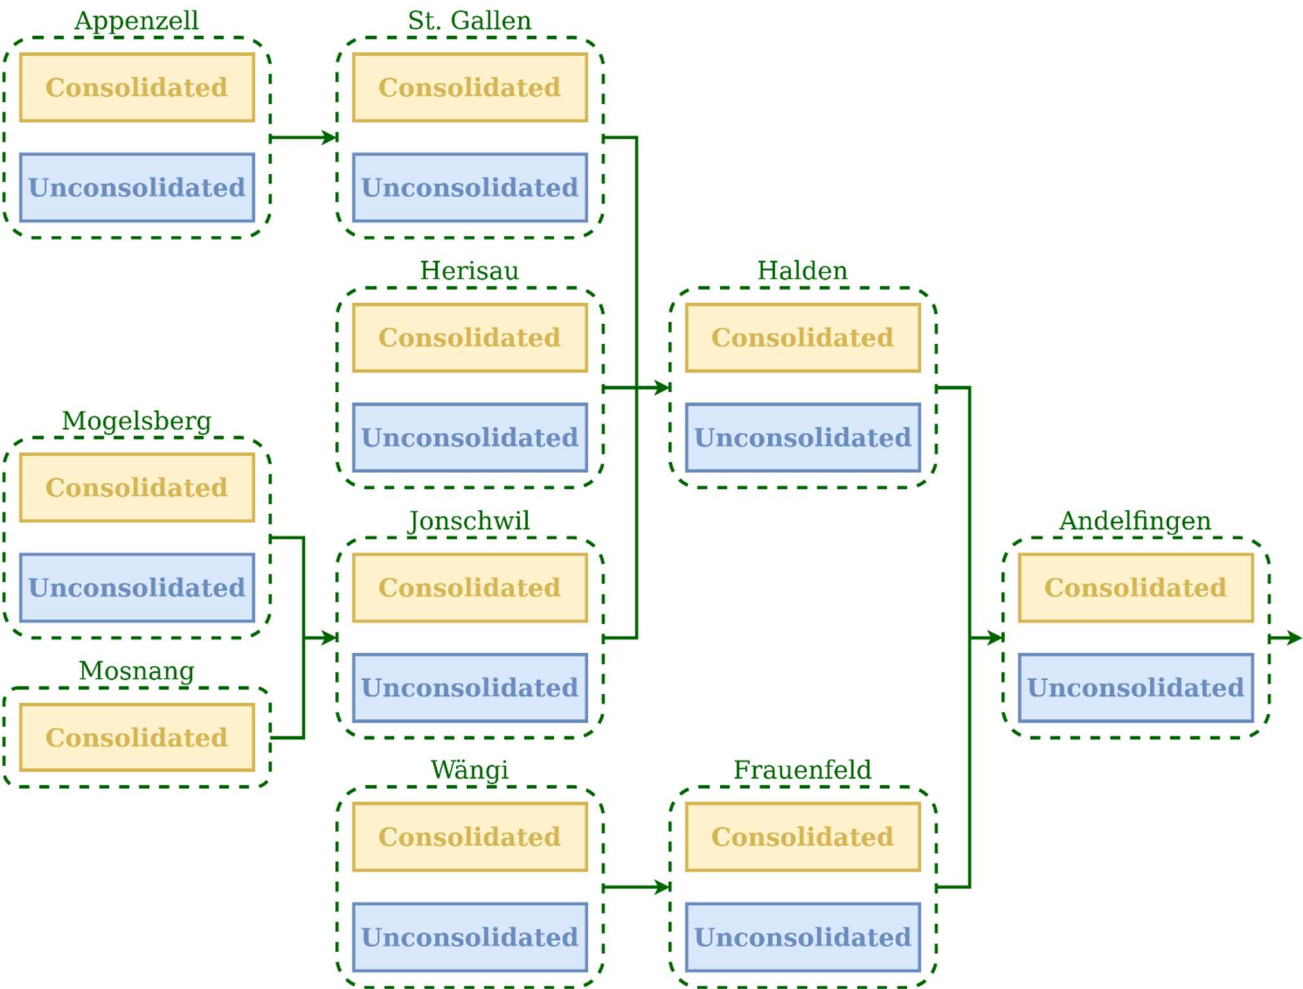 Appenzell
Consolidated
Unconsolidated
St. Gallen
Consolidated
Unconsolidated
Herisau
Consolidated
Unconsolidated
Halden
Consolidated
Unconsolidated
Mogelsberg
Consolidated
Unconsolidated
Mosnang
Consolidated
Jonschwil
Consolidated
Unconsolidated
Andelfingen
Consolidated
Unconsolidated
Wängi
Consolidated
Unconsolidated
Frauenfeld
Consolidated
Unconsolidated